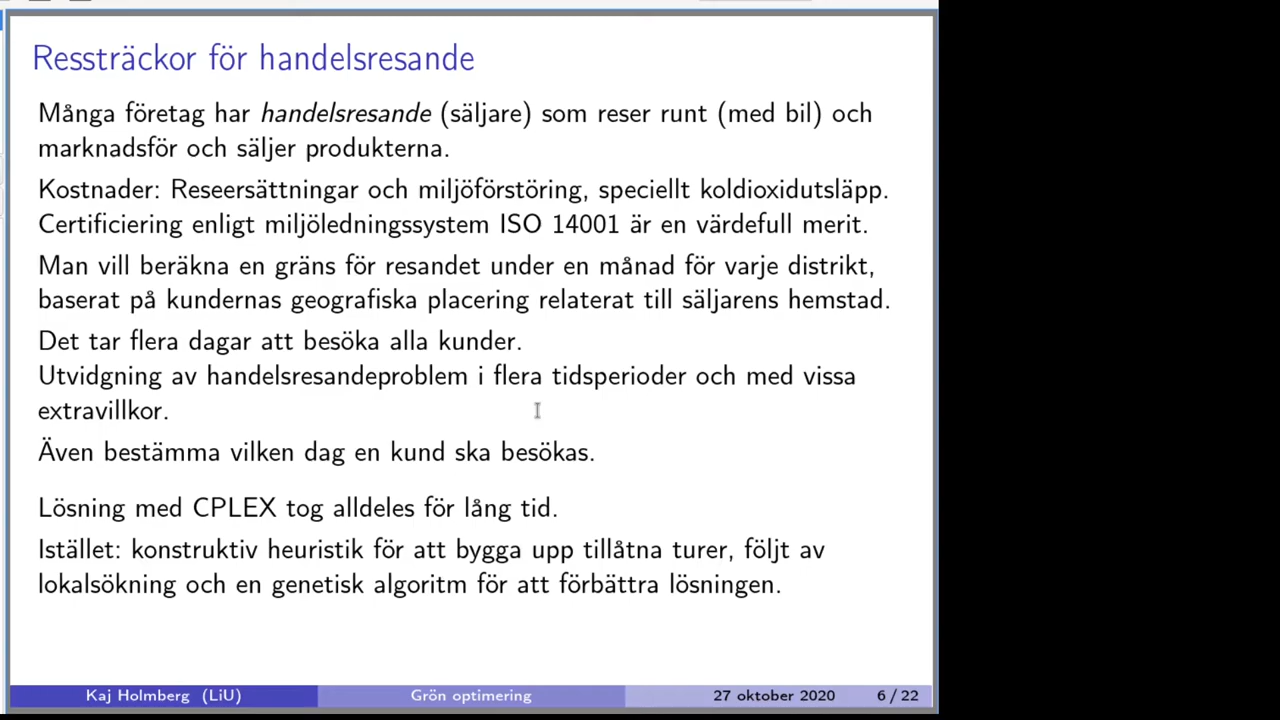 Ressträckor för handelsresande
Många företag har handelsresande (säljare) som reser runt (med bil) och
marknadsför och säljer produkterna.
Kostnader: Reseersättningar och miljöförstöring, speciellt koldioxidutsläpp.
Certificiering enligt miljöledningssystem ISO 14001 är en värdefull merit.
Man vill beräkna en gräns för resandet under en månad för varje distrikt,
baserat på kundernas geografiska placering relaterat till säljarens hemstad.
Det tar flera dagar att besöka alla kunder.
Utvidgning av handelsresandeproblem i flera tidsperioder och med vissa
extravillkor.
Även bestämma vilken dag en kund ska besökas.
Lösning med CPLEX tog alldeles för lång tid.
Istället: konstruktiv heuristik för att bygga upp tillåtna turer, följt av
lokalsökning och en genetisk algoritm för att förbättra lösningen.
Kaj Holmberg (LiU) Grön optimering 27 oktober 2020 6 / 22